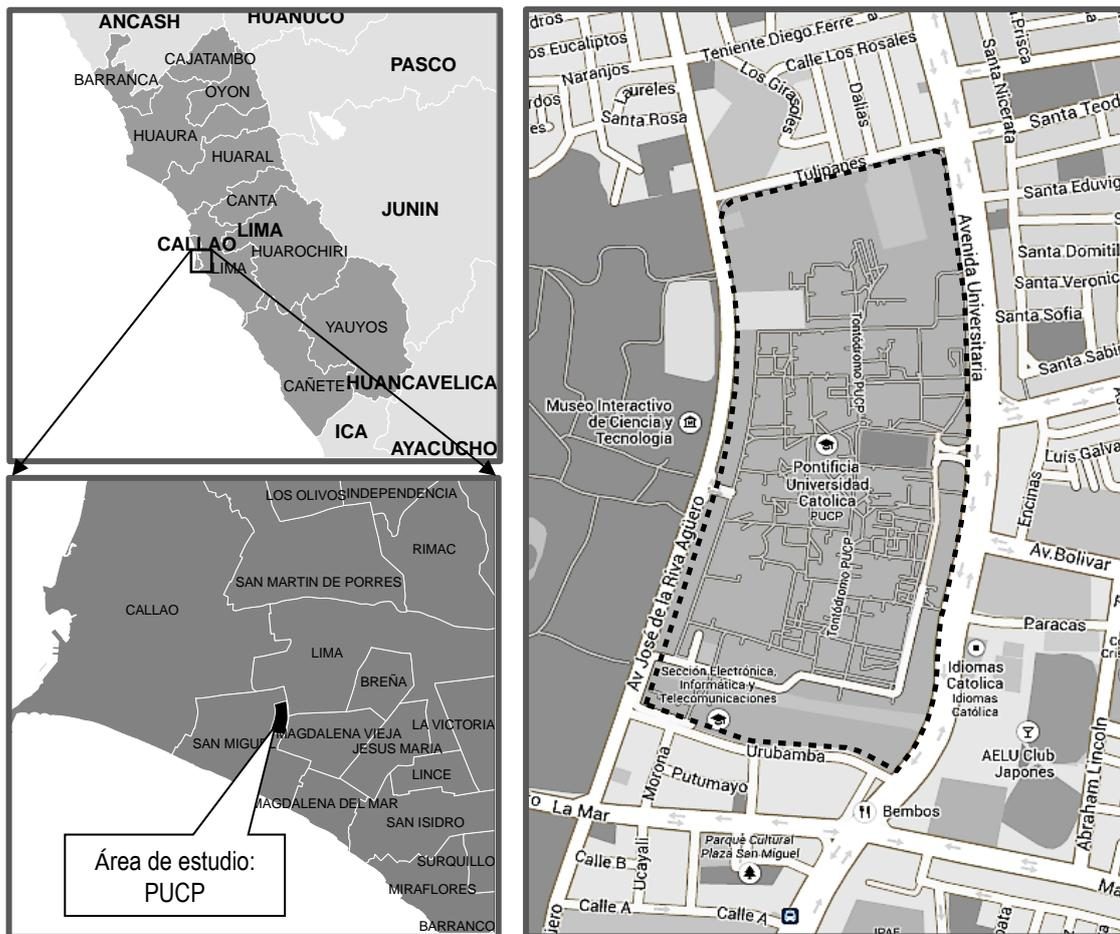 ANCASH
HUANUCO
CAJATAMBO
BARRANCA
PASCO
OYON
HUAURA
HUARAL
CANTA
JUNIN
LIMA
CALLAO
HUAROCHIRI
LIMA
YAUYOS
CAÑETE
HUANCAVELICA
ICA
AYACUCHO
LOS OLIVOS
INDEPENDENCIA
RIMAC
SAN MARTIN DE PORRES
CALLAO
LIMA
BREÑA
LA VICTORIA
MAGDALENA VIEJA
SAN MIGUEL
JESUS MARIA
LINCE
MAGDALENA DEL MAR
SAN ISIDRO
Área de estudio:
PUCP
SURQUILLO
MIRAFLORES
BARRANCO
dros
os Eucaliptos
Teniente Diego Ferre
Calle Los Rosales
Santa Prisca
Naranjos
Los Girasoles
Laureles
Dalias
Santa Nicerata
rdos
Santa Rosa
Santa Teod
es
Tulipanes
Santa Eduvig
Avenida Universitaria
Santa Domitil
Santa Veronic
Santa Sofia
Tontódromo PUCP
Santa Sabin
Museo Interactivo
de Ciencia y
Tecnología
Pontificia
Universidad
Catolica
PUCP
Luis Galva
Encinas
Av José de la Riva Agüero
Av.Bolivar
Tontódromo PUCP
Paracas
Sección Electrónica,
Informática y
Telecomunicaciones
Idiomas
Catolica
Idiomas
Católica
AELU Club
Japones
Urubamba
Morona
Putumayo
Abraham Lincoln
La Mar
Bembos
Parque Cultural
Plaza San Miguel
Calle B
Ucayali
Calle A
Calle A
Ma